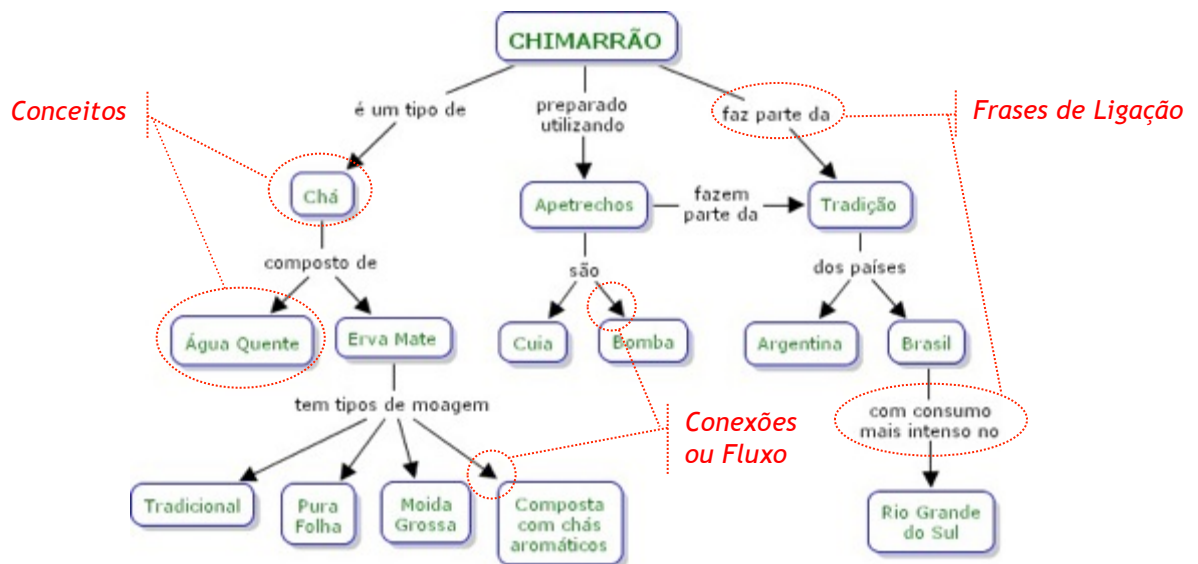 CHIMARRÃO
Conceitos
é um tipo de
preparado
utilizando
faz parte da
Frases de Ligação
Chá
Apetrechos
fazem
parte da
Tradição
composto de
são
dos países
Água Quente
Erva Mate
Cuia
Bomba
Argentina
Brasil
tem tipos de moagem
Conexões
ou Fluxo
com consumo
mais intenso no
Tradicional
Pura
Folha
Moida
Grossa
Composta
com chás
aromáticos
Rio Grande
do Sul